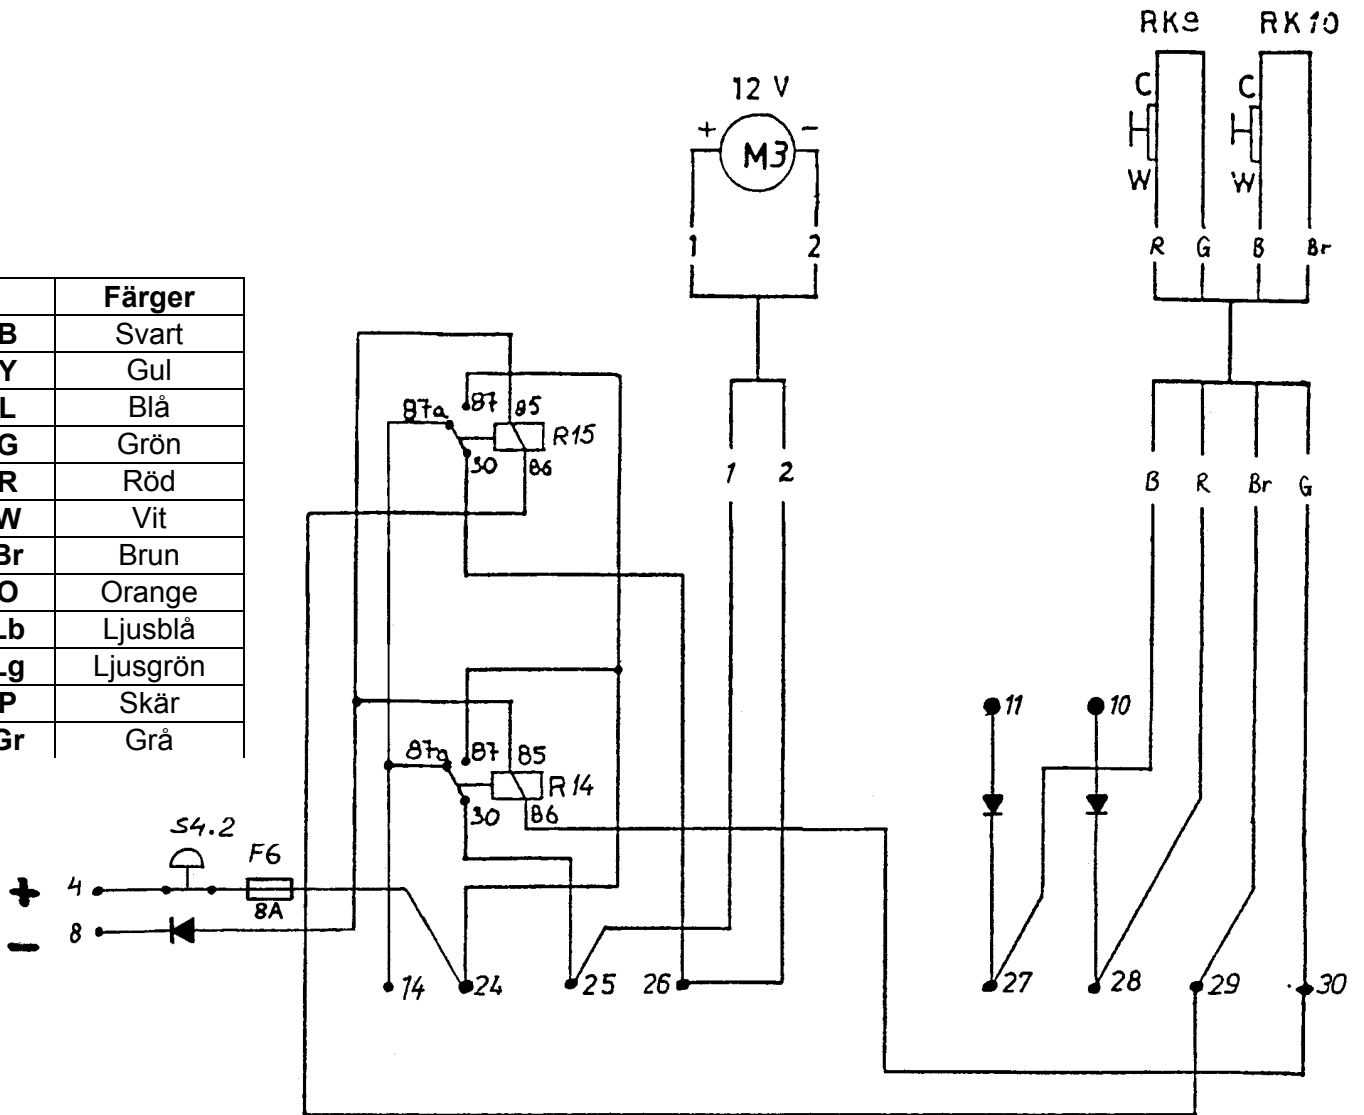 RK9 RK10
12 V
C C
+ M3 -
W W
1 2
R G B Br
Färger
B Svart
Y Gul
L Blå
G Grön
R Röd
W Vit
Br Brun
O Orange
Lb Ljusblå
Lg Ljusgrön
P Skär
Gr Grå
87a 87 85
R15
30 86
1 2
B R Br G
11 10
87a 87 85
R14
30 86
S4.2
F6
+ 4
8A
- 8
14 24 25 26 27 28 29 30